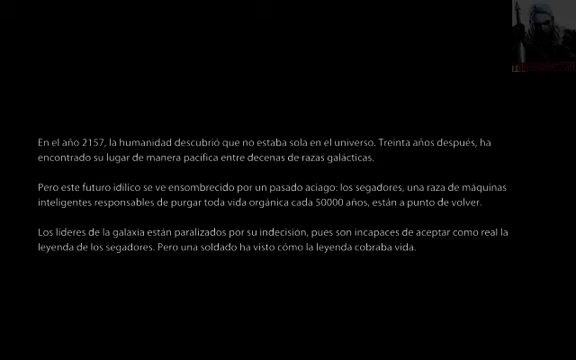 En el año 2157, la humanidad descubrió que no estaba sola en el universo. Treinta años después, ha
encontrado su lugar de manera pacífica entre decenas de razas galácticas.
Pero este futuro idílico se ve ensombrecido por un pasado aciago: los segadores, una raza de máquinas
inteligentes responsables de purgar toda vida orgánica cada 50000 años, están a punto de volver.
Los líderes de la galaxia están paralizados por su indecisión, pues son incapaces de aceptar como real la
leyenda de los segadores. Pero una soldado ha visto cómo la leyenda cobraba vida.